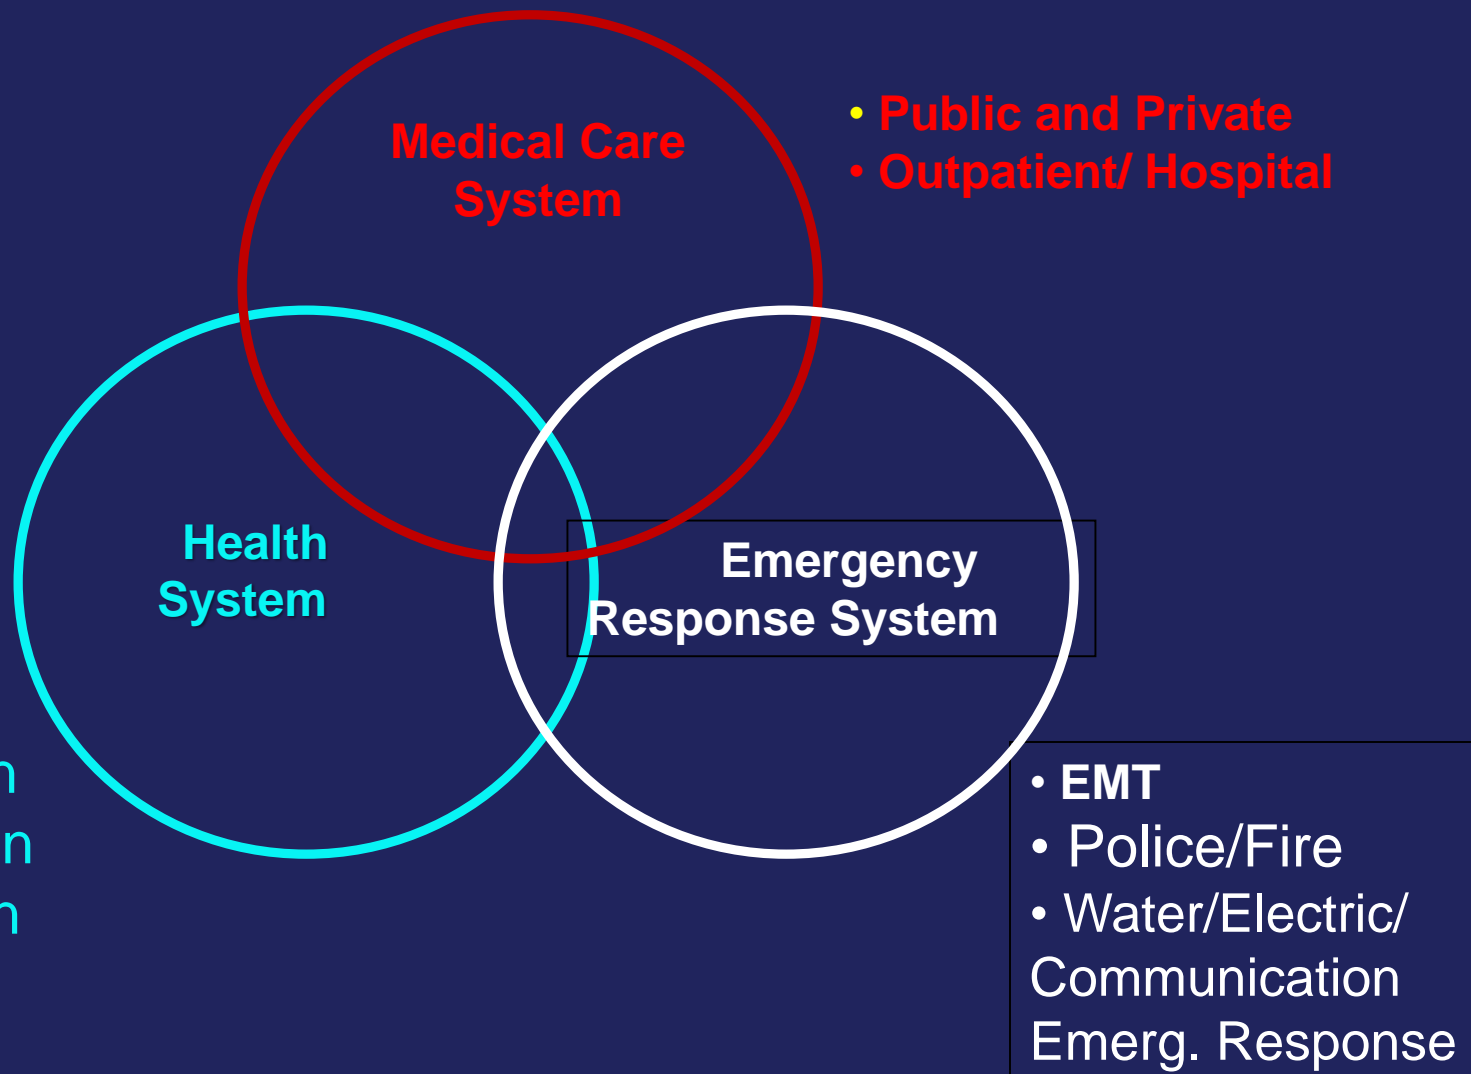 Medical Care
System
• Public and Private
• Outpatient/ Hospital
Health
System
Emergency
Response System
• EMT
• Police/Fire
• Water/Electric/
Communication
Emerg. Response